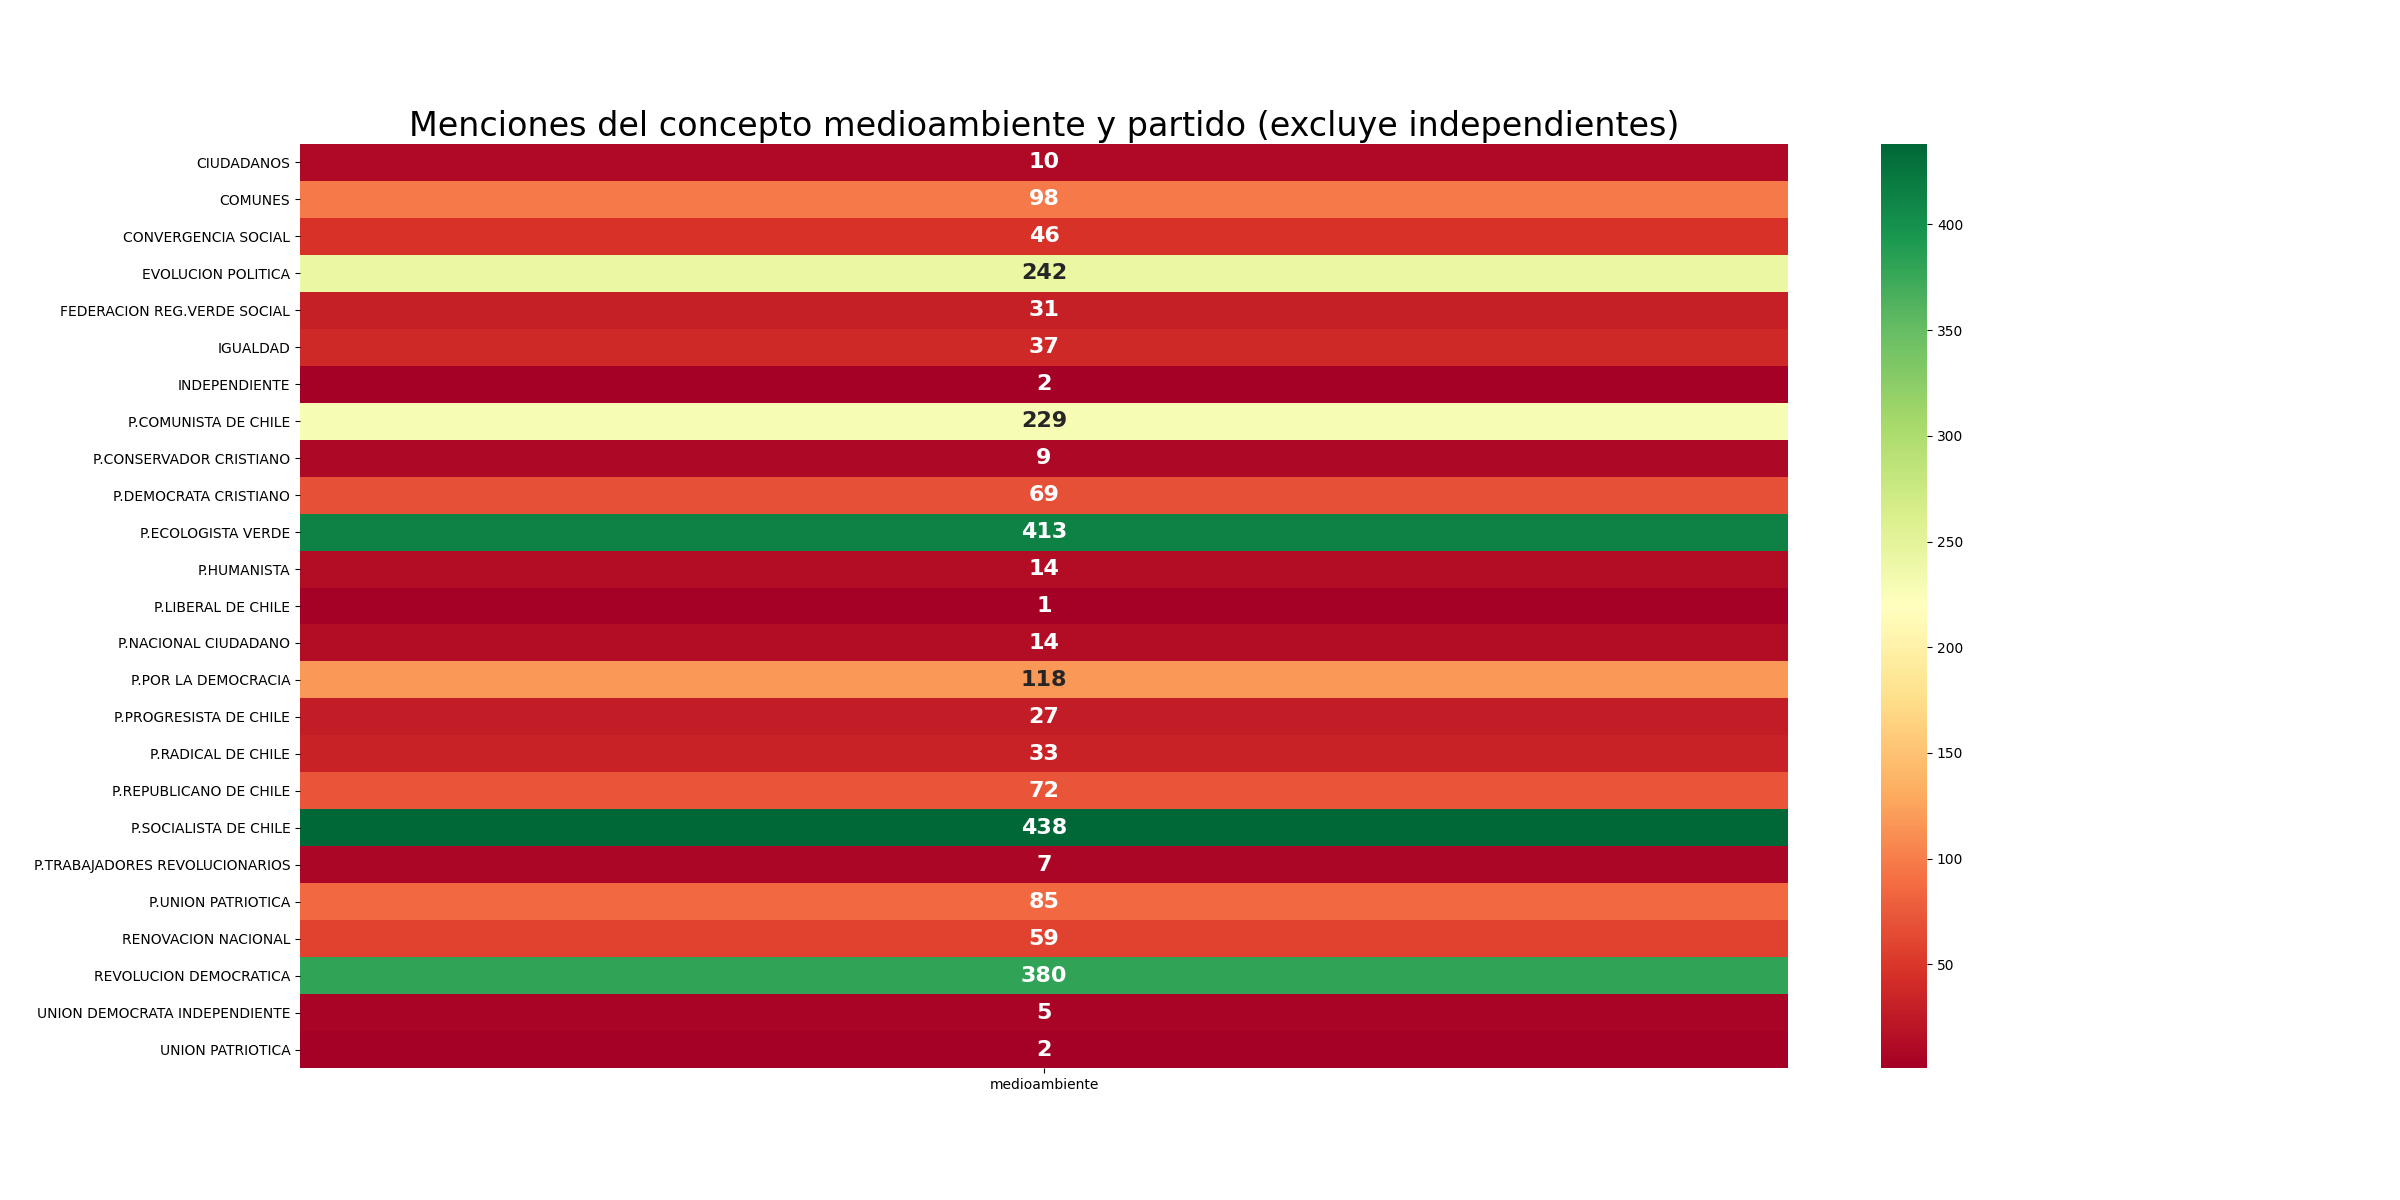 Menciones del concepto medioambiente y partido (excluye independientes)
CIUDADANOS 10
COMUNES 98
CONVERGENCIA SOCIAL 46
EVOLUCION POLITICA 242
FEDERACION REG.VERDE SOCIAL 31
IGUALDAD 37
INDEPENDIENTE 2
P.COMUNISTA DE CHILE 229
P.CONSERVADOR CRISTIANO 9
P.DEMOCRATA CRISTIANO 69
P.ECOLOGISTA VERDE 413
P.HUMANISTA 14
P.LIBERAL DE CHILE 1
P.NACIONAL CIUDADANO 14
P.POR LA DEMOCRACIA 118
P.PROGRESISTA DE CHILE 27
P.RADICAL DE CHILE 33
P.REPUBLICANO DE CHILE 72
P.SOCIALISTA DE CHILE 438
P.TRABAJADORES REVOLUCIONARIOS 7
P.UNION PATRIOTICA 85
RENOVACION NACIONAL 59
REVOLUCION DEMOCRATICA 380
UNION DEMOCRATA INDEPENDIENTE 5
UNION PATRIOTICA 2
medioambiente
400
350
300
250
200
150
100
50